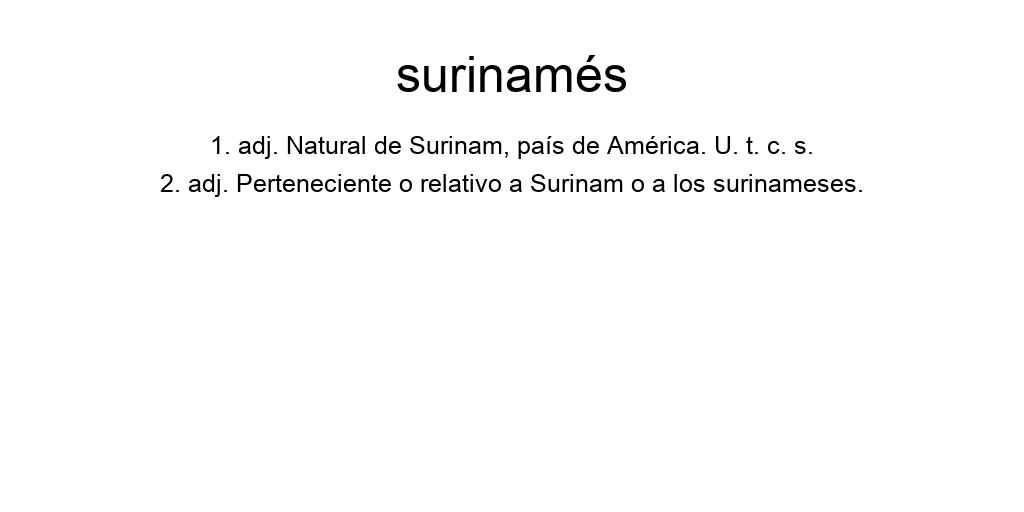 surinamés
1. adj. Natural de Surinam, país de América. U. t. c. s.
2. adj. Perteneciente o relativo a Surinam o a los surinameses.